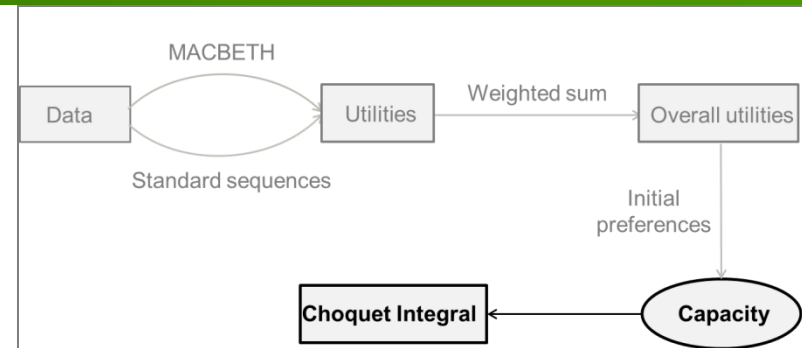 MACBETH
Data
Utilities
Weighted sum
Overall utilities
Standard sequences
Initial
preferences
Choquet Integral
Capacity